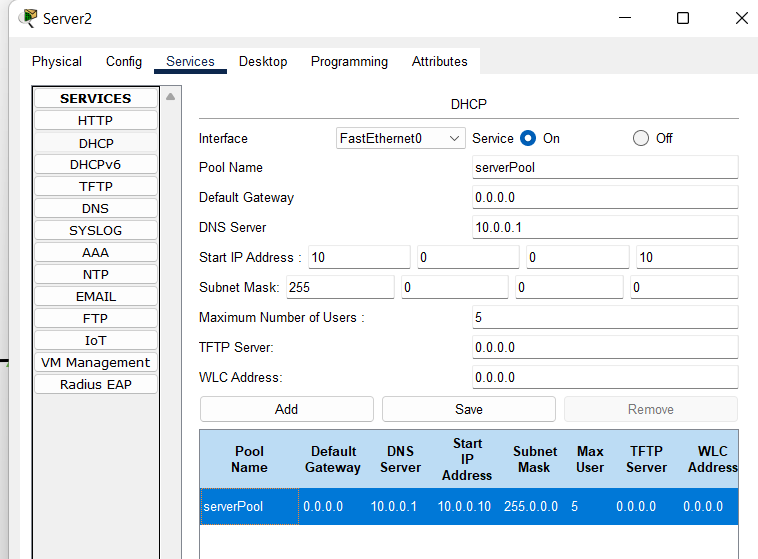 Server2
Physical Config Services Desktop Programming Attributes
SERVICES
HTTP
DHCP
DHCPv6
TFTP
DNS
SYSLOG
AAA
NTP
EMAIL
FTP
IoT
VM Management
Radius EAP
DHCP
Interface FastEthernet0 Service On Off
Pool Name serverPool
Default Gateway 0.0.0.0
DNS Server 10.0.0.1
Start IP Address : 10 0 0 10
Subnet Mask: 255 0 0 0
Maximum Number of Users : 5
TFTP Server: 0.0.0.0
WLC Address: 0.0.0.0
Add Save Remove
Pool Name Default Gateway DNS Server Start IP Address Subnet Mask Max User TFTP Server WLC Address
serverPool 0.0.0.0 10.0.0.1 10.0.0.10 255.0.0.0 5 0.0.0.0 0.0.0.0